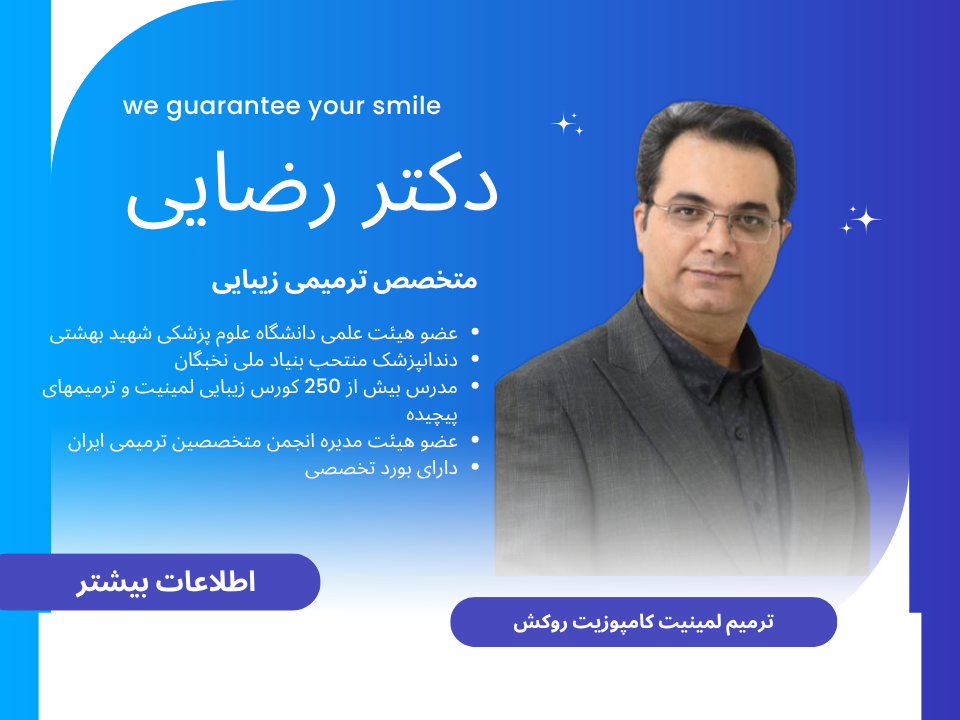 we guarantee your smile
دکتر رضایی
متخصص ترمیمی زیبایی
عضو هیئت علمی دانشگاه علوم پزشکی شهید بهشتی
دندانپزشک منتحب بنیاد ملی نخبگان
مدرس بیش از 250 کورس زیبایی لمینیت و ترمیمهای
پیچیده
عضو هیئت مدیره انجمن متخصصین ترمیمی ایران
دارای بورد تخصصی
اطلاعات بیشتر
ترمیم لمینیت کامپوزیت روکش